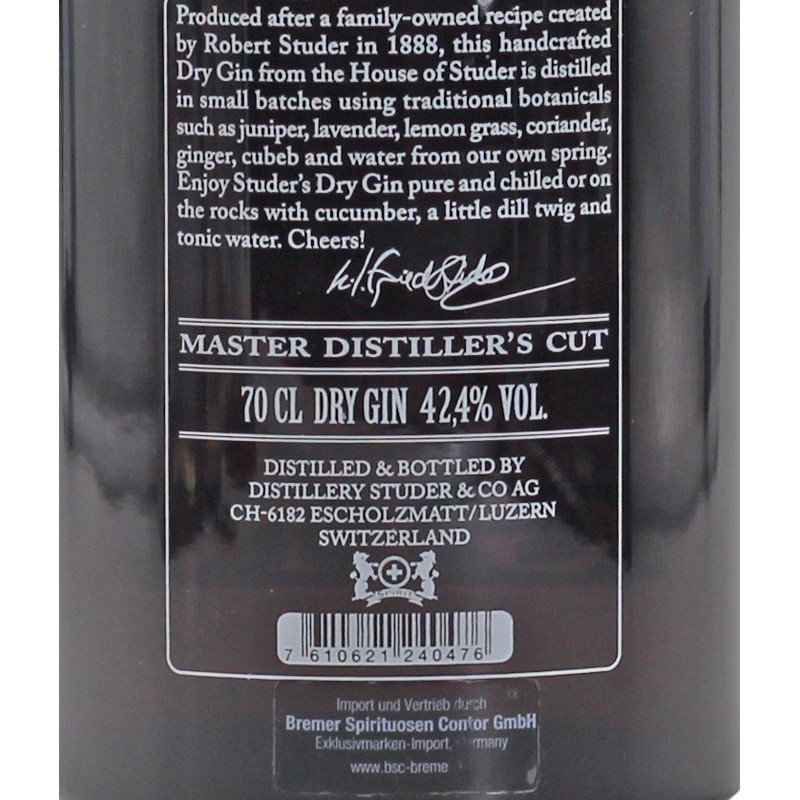 Produced after a family-owned recipe created
by Robert Studer in 1888, this handcrafted
Dry Gin from the House of Studer is distilled
in small batches using traditional botanicals
such as juniper, lavender, lemon grass, coriander,
ginger, cubeb and water from our own spring.
Enjoy Studer's Dry Gin pure and chilled or on
the rocks with cucumber, a little dill twig and
tonic water. Cheers!
MASTER DISTILLER'S CUT
70 CL DRY GIN 42,4% VOL.
DISTILLED & BOTTLED BY
DISTILLERY STUDER & CO AG
CH-6182 ESCHOLZMATT/LUZERN
SWITZERLAND
SPIRIT
7 610621 240476
Import und Vertrieb durch
Bremer Spirituosen Contor GmbH
Exklusivmarken-Import,
www.bsc-breme